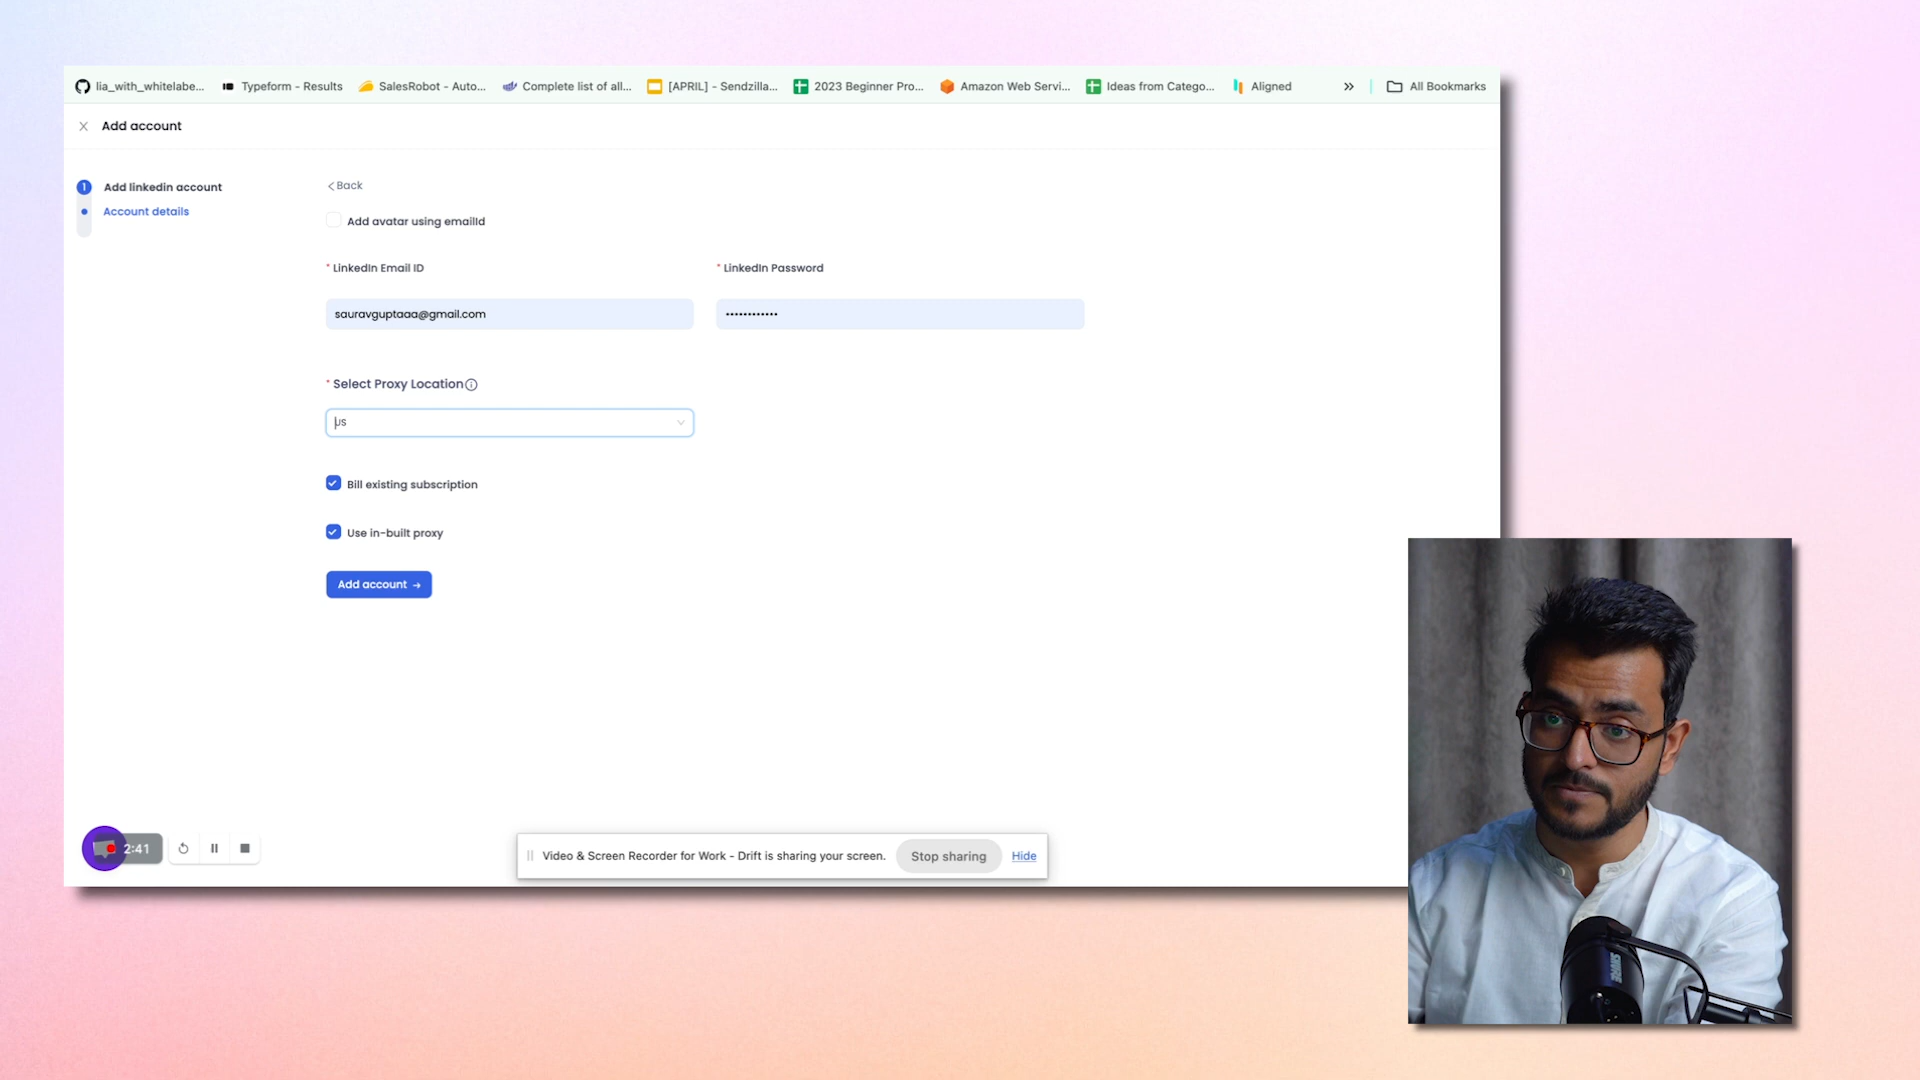 lia_with_whitelabe... Typeform - Results SalesRobot - Auto... Complete list of all... [APRIL] - Sendzilla... 2023 Beginner Pro... Amazon Web Servi... Ideas from Catego... Aligned » All Bookmarks
Add account
1 Add linkedin account
Account details
Back
Add avatar using emailId
* LinkedIn Email ID * LinkedIn Password
sauravguptaaa@gmail.com ••••••••••••
* Select Proxy Location
us
Bill existing subscription
Use in-built proxy
Add account →
2:41
Video & Screen Recorder for Work - Drift is sharing your screen. Stop sharing Hide
SHURE